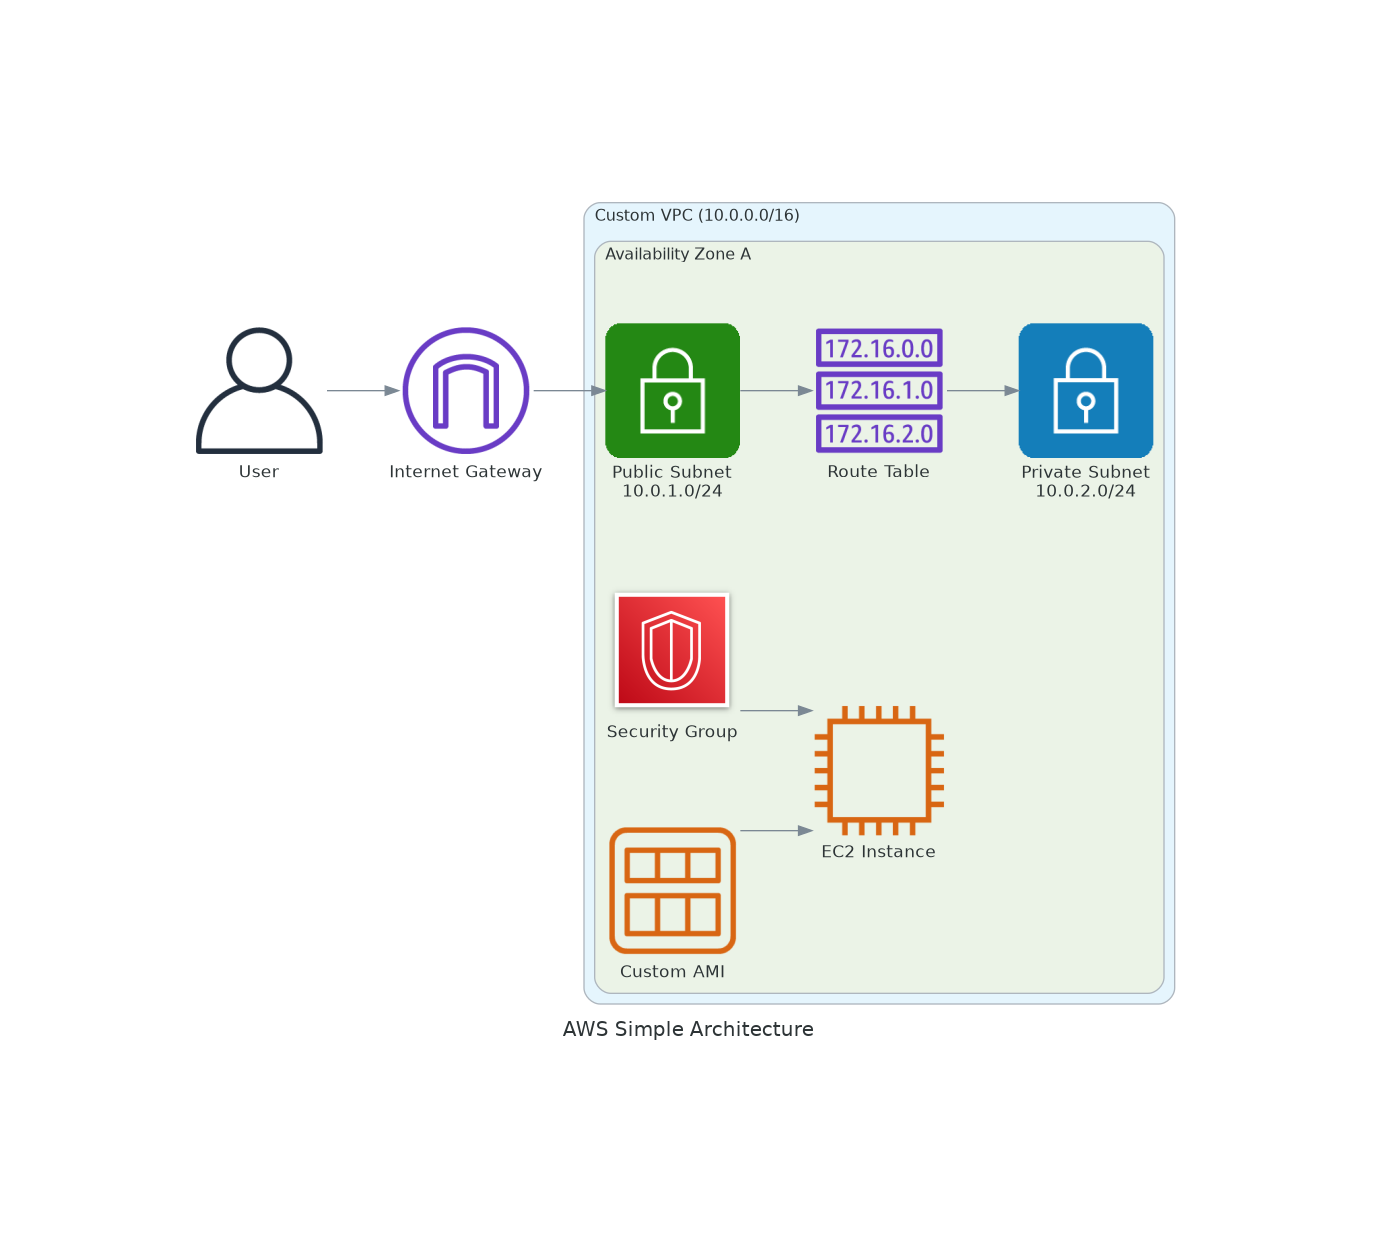 Custom VPC (10.0.0.0/16)
Availability Zone A
172.16.0.0
172.16.1.0
172.16.2.0
User
Internet Gateway
Public Subnet
10.0.1.0/24
Route Table
Private Subnet
10.0.2.0/24
Security Group
EC2 Instance
Custom AMI
AWS Simple Architecture